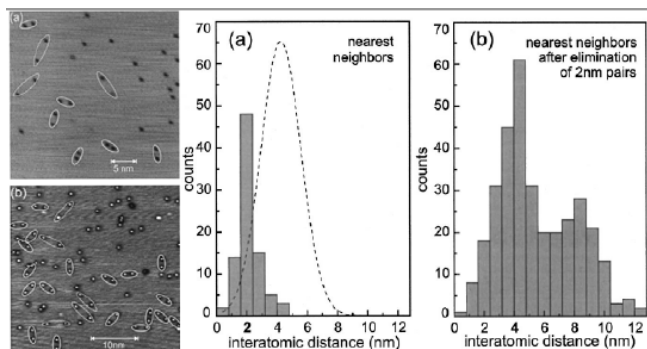 (a)
5 nm
(b)
10nm
(a)
nearest
neighbors
counts
70
60
50
40
30
20
10
0
0 2 4 6 8 10 12
interatomic distance (nm)
(b)
nearest neighbors
after elimination
of 2nm pairs
counts
70
60
50
40
30
20
10
0
0 2 4 6 8 10 12
interatomic distance (nm)